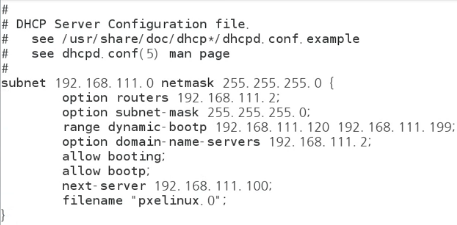 #
# DHCP Server Configuration file.
#   see /usr/share/doc/dhcp*/dhcpd.conf.example
#   see dhcpd.conf(5) man page
#
subnet 192.168.111.0 netmask 255.255.255.0 {
        option routers 192.168.111.2;
        option subnet-mask 255.255.255.0;
        range dynamic-bootp 192.168.111.120 192.168.111.199;
        option domain-name-servers 192.168.111.2;
        allow booting;
        allow bootp;
        next-server 192.168.111.100;
        filename "pxelinux.0";
}